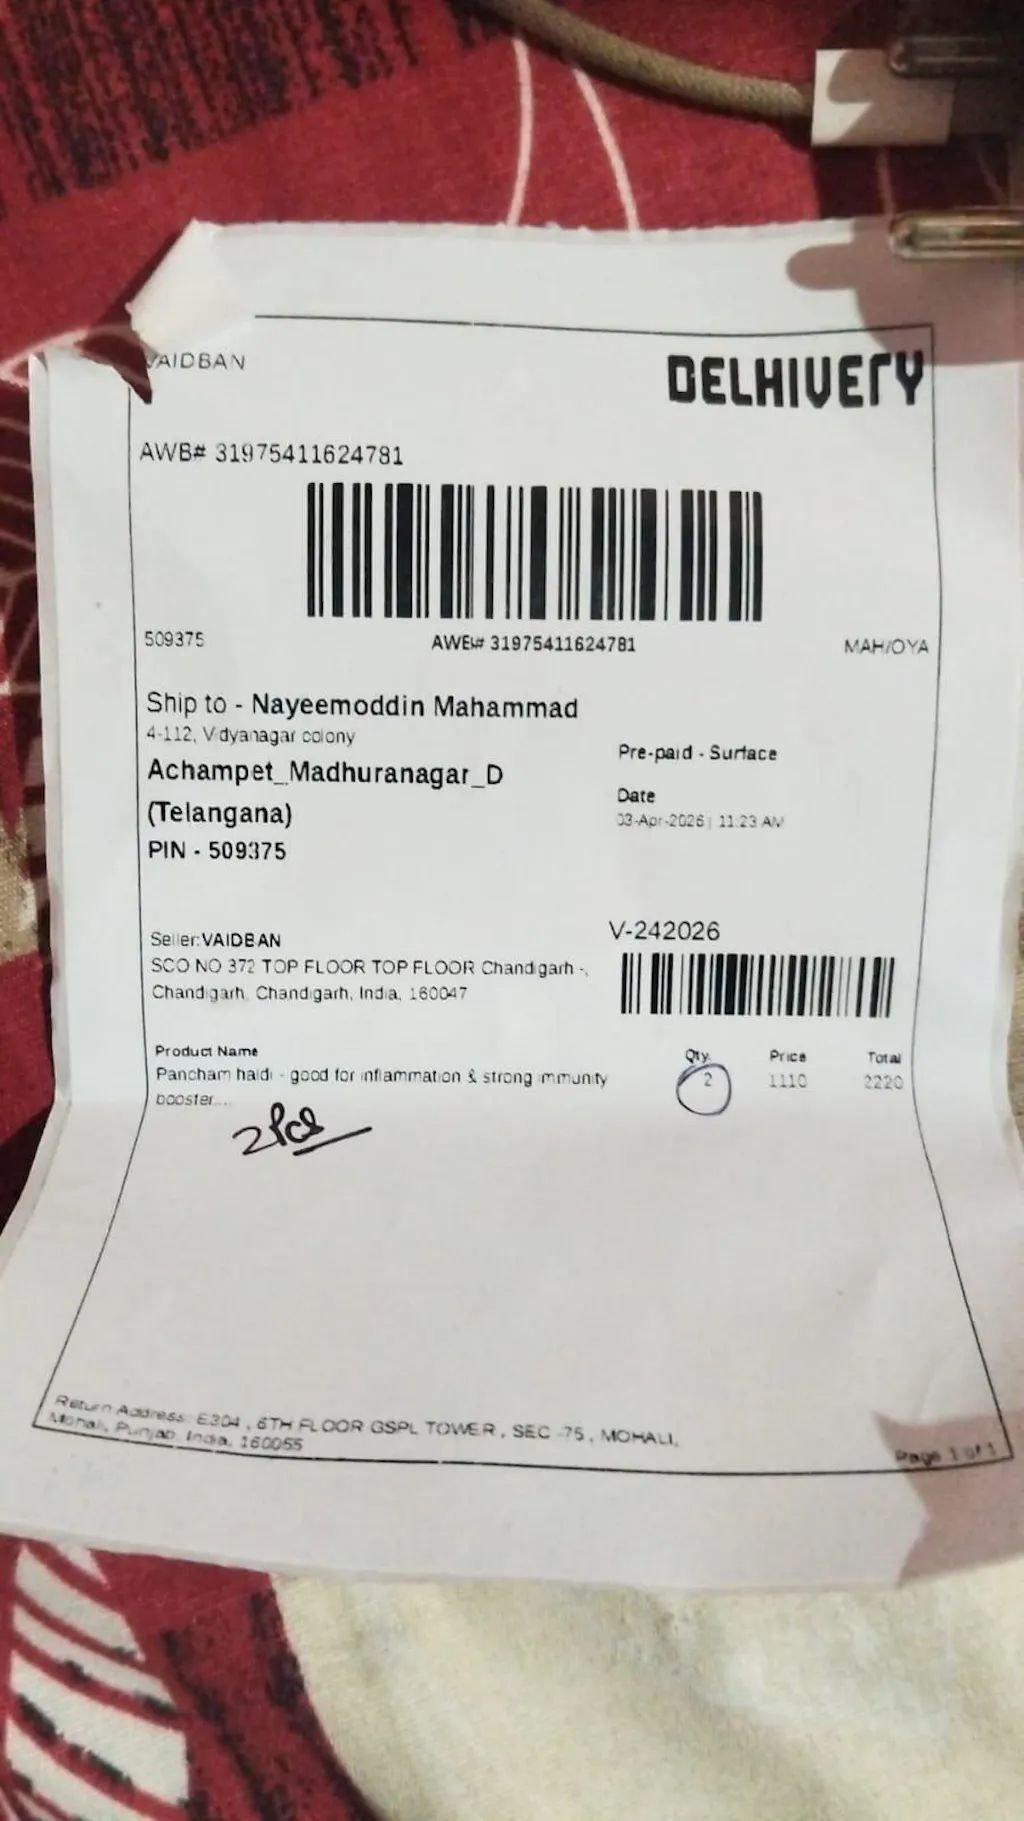 VAIDBAN
DELHIVERY
AWB# 31975411624781
509375
AWB# 31975411624781
MAH/OYA
Ship to - Nayeemoddin Mahammad
4-112, Vidyanagar colony
Achampet_Madhuranagar_D
(Telangana)
PIN - 509375
Pre-paid - Surface
Date
03-Apr-2026 | 11:23 AM
Seller:VAIDBAN
SCO NO 372 TOP FLOOR TOP FLOOR Chandigarh -,
Chandigarh, Chandigarh, India, 160047
V-242026
Product Name Qty. Price Total
Pancham haldi - good for inflammation & strong immunity 2 1110 2220
booster...
2Pcs
Return Address: E304 , 6TH FLOOR GSPL TOWER , SEC -75 , MOHALI,
Mohali, Punjab, India, 160055
Page 1 of 1